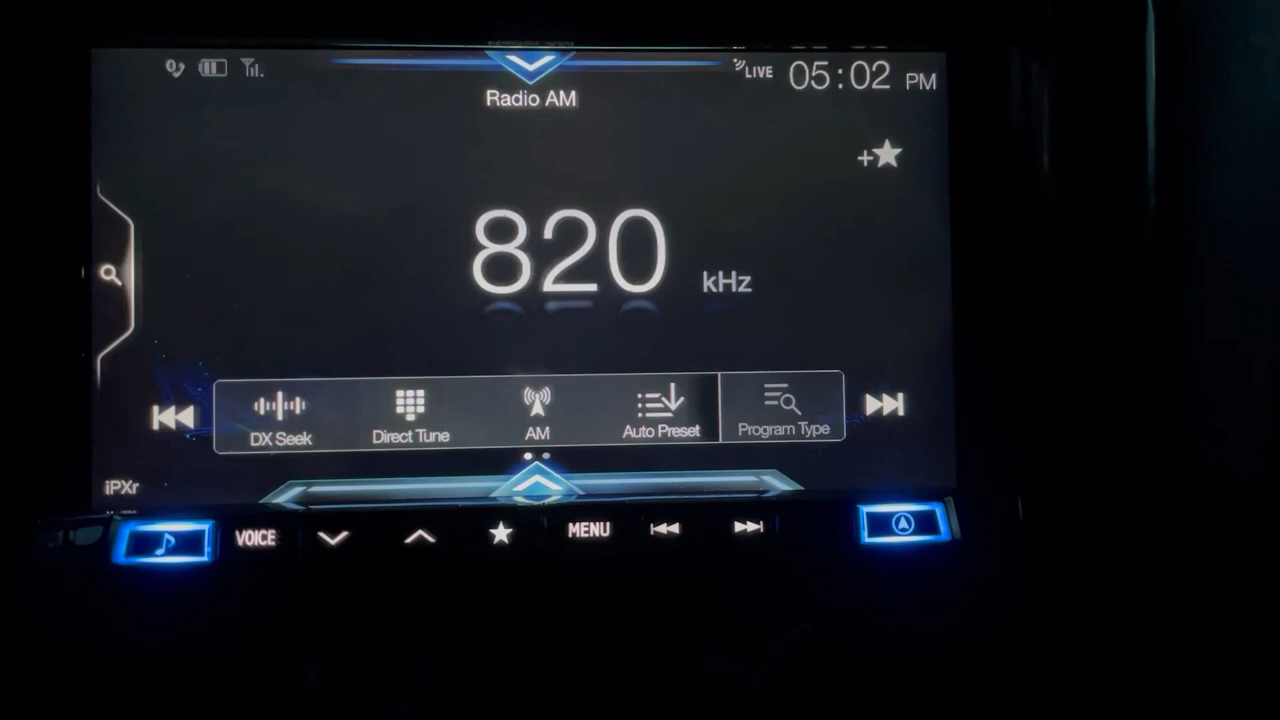 LIVE 05:02 PM
Radio AM
820 kHz
DX Seek Direct Tune AM Auto Preset Program Type
iPXr
VOICE MENU